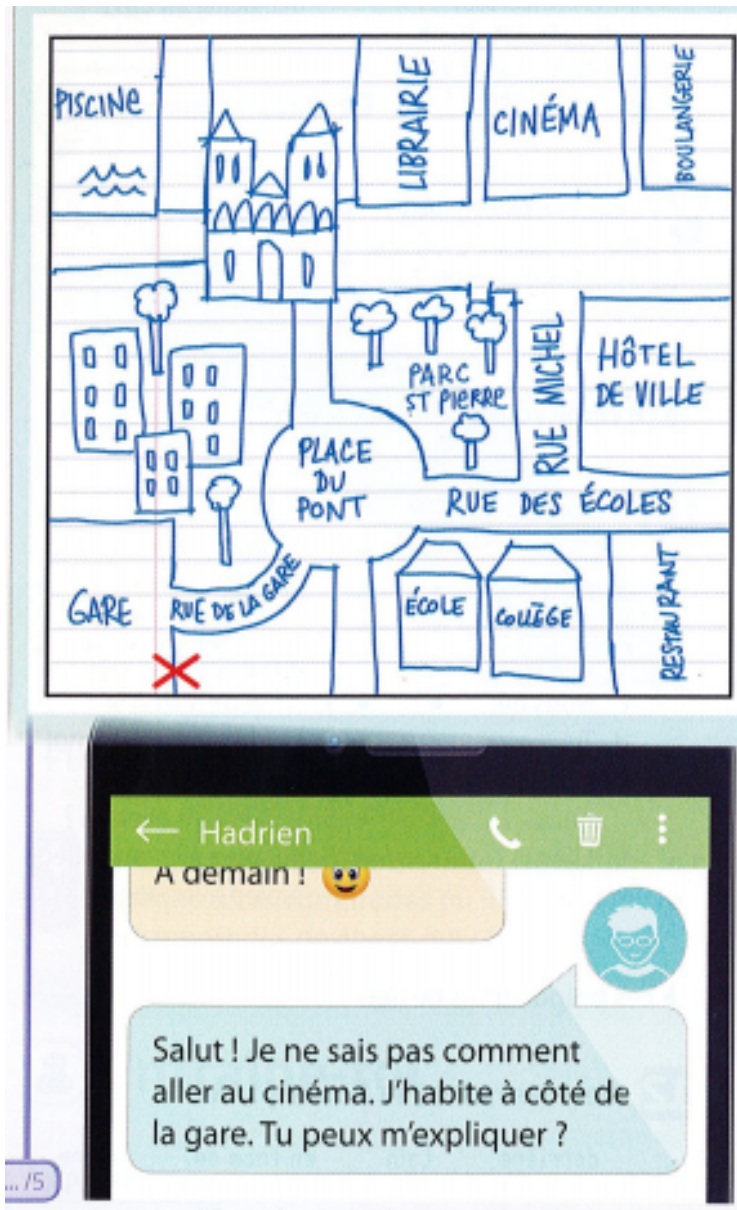 PISCINE
LIBRAIRIE
CINÉMA
BOULANGERIE
PARC
ST PIERRE
RUE MICHEL
HÔTEL
DE VILLE
PLACE
DU
PONT
RUE DES ÉCOLES
GARE
RUE DE LA GARE
ÉCOLE
COLLÈGE
RESTAURANT
← Hadrien
À demain !
Salut ! Je ne sais pas comment
aller au cinéma. J'habite à côté de
la gare. Tu peux m'expliquer ?
... /5